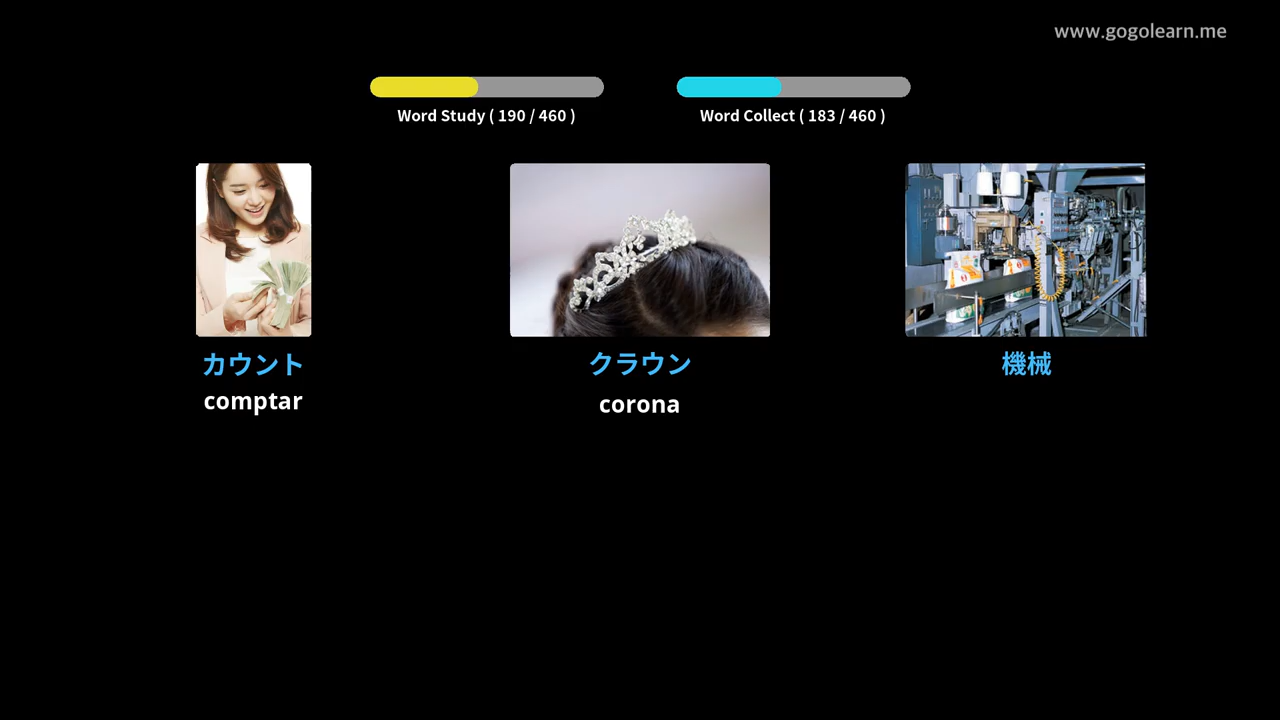 www.gogolearn.me
Word Study ( 190 / 460 )
Word Collect ( 183 / 460 )
カウント
comptar
クラウン
corona
機械